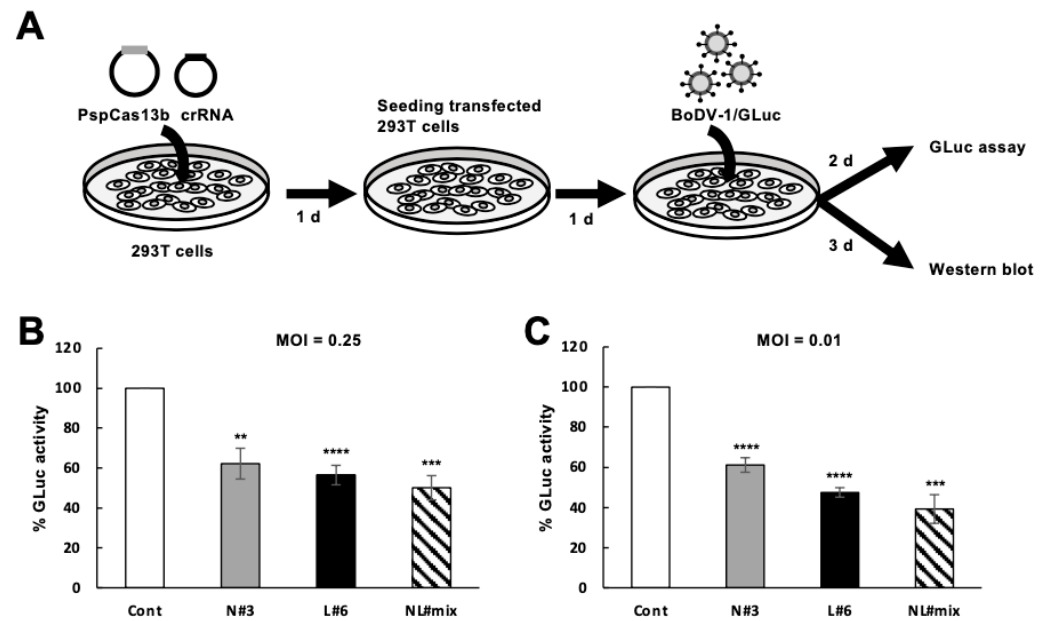 A
PspCas13b crRNA
Seeding transfected
293T cells
BoDV-1/GLuc
2 d
GLuc assay
1 d
1 d
3 d
293T cells
Western blot
B
MOI = 0.25
% GLuc activity
120
100
80
60
40
20
0
**
****
***
Cont N#3 L#6 NL#mix
C
MOI = 0.01
% GLuc activity
120
100
80
60
40
20
0
****
****
***
Cont N#3 L#6 NL#mix